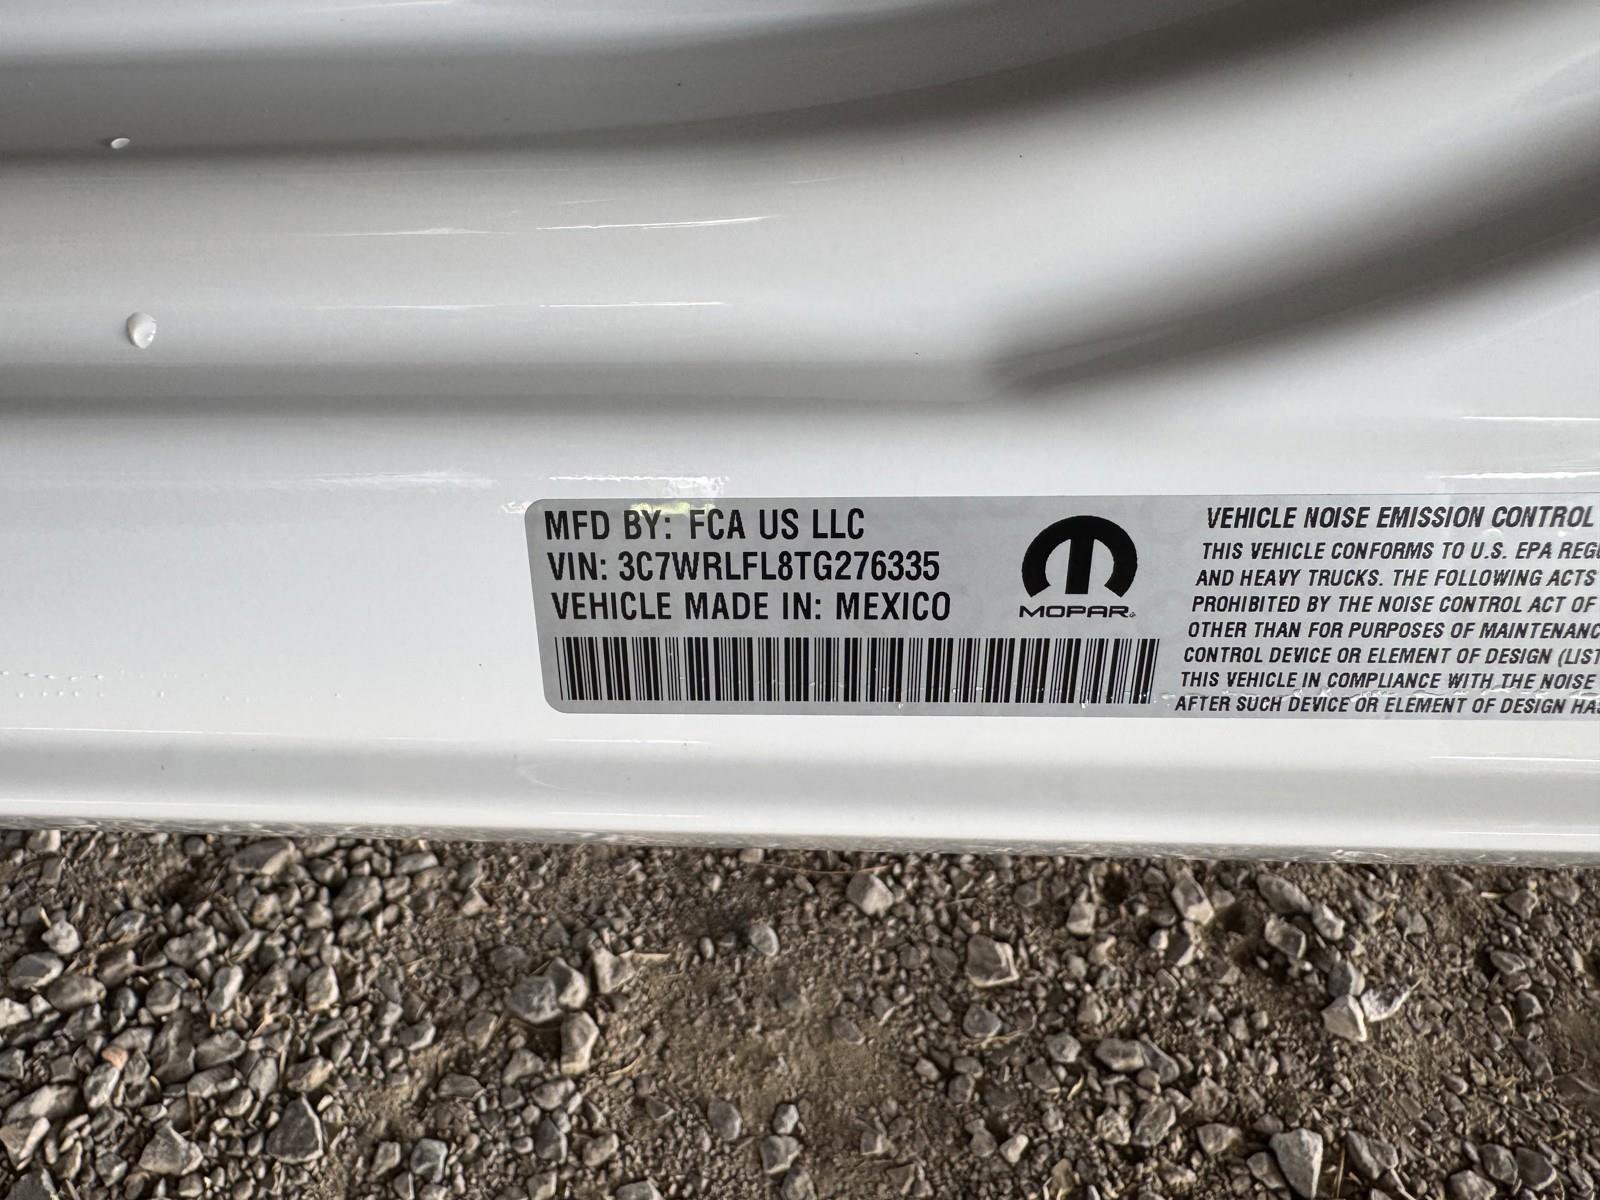 MFD BY: FCA US LLC
VIN: 3C7WRLFL8TG276335
VEHICLE MADE IN: MEXICO
MOPAR
VEHICLE NOISE EMISSION CONTROL
THIS VEHICLE CONFORMS TO U.S. EPA
AND HEAVY TRUCKS. THE FOLLOWING ACTS
PROHIBITED BY THE NOISE CONTROL ACT OF
OTHER THAN FOR PURPOSES OF
CONTROL DEVICE OR ELEMENT OF DESIGN
THIS VEHICLE IN COMPLIANCE WITH THE NOISE
AFTER SUCH DEVICE OR ELEMENT OF DESIGN